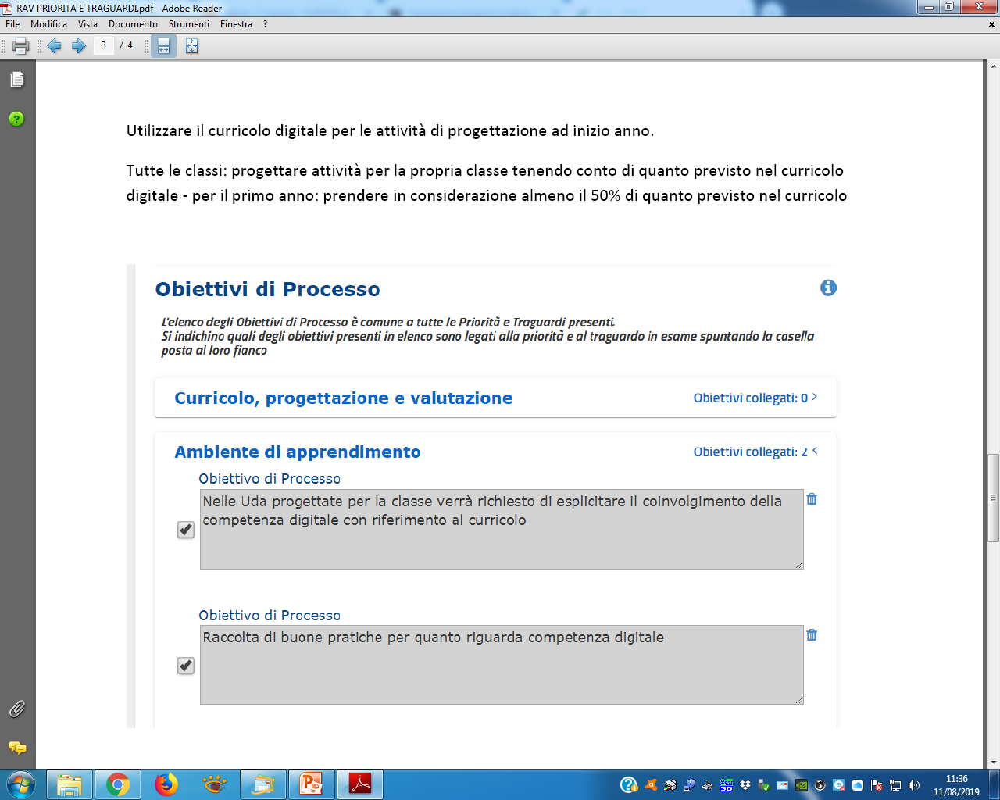 RAV PRIORITA E TRAGUARDI.pdf - Adobe Reader
File Modifica Vista Documento Strumenti Finestra ?
3 / 4
Utilizzare il curricolo digitale per le attività di progettazione ad inizio anno.
Tutte le classi: progettare attività per la propria classe tenendo conto di quanto previsto nel curricolo
digitale - per il primo anno: prendere in considerazione almeno il 50% di quanto previsto nel curricolo
Obiettivi di Processo
L'elenco degli Obiettivi di Processo è comune a tutte le Priorità e Traguardi presenti.
Si indichino quali degli obiettivi presenti in elenco sono legati alla priorità e al traguardo in esame spuntando la casella
posta al loro fianco
Curricolo, progettazione e valutazione Obiettivi collegati: 0 >
Ambiente di apprendimento Obiettivi collegati: 2 <
Obiettivo di Processo
Nelle Uda progettate per la classe verrà richiesto di esplicitare il coinvolgimento della
competenza digitale con riferimento al curricolo
Obiettivo di Processo
Raccolta di buone pratiche per quanto riguarda competenza digitale
11:36
11/08/2019